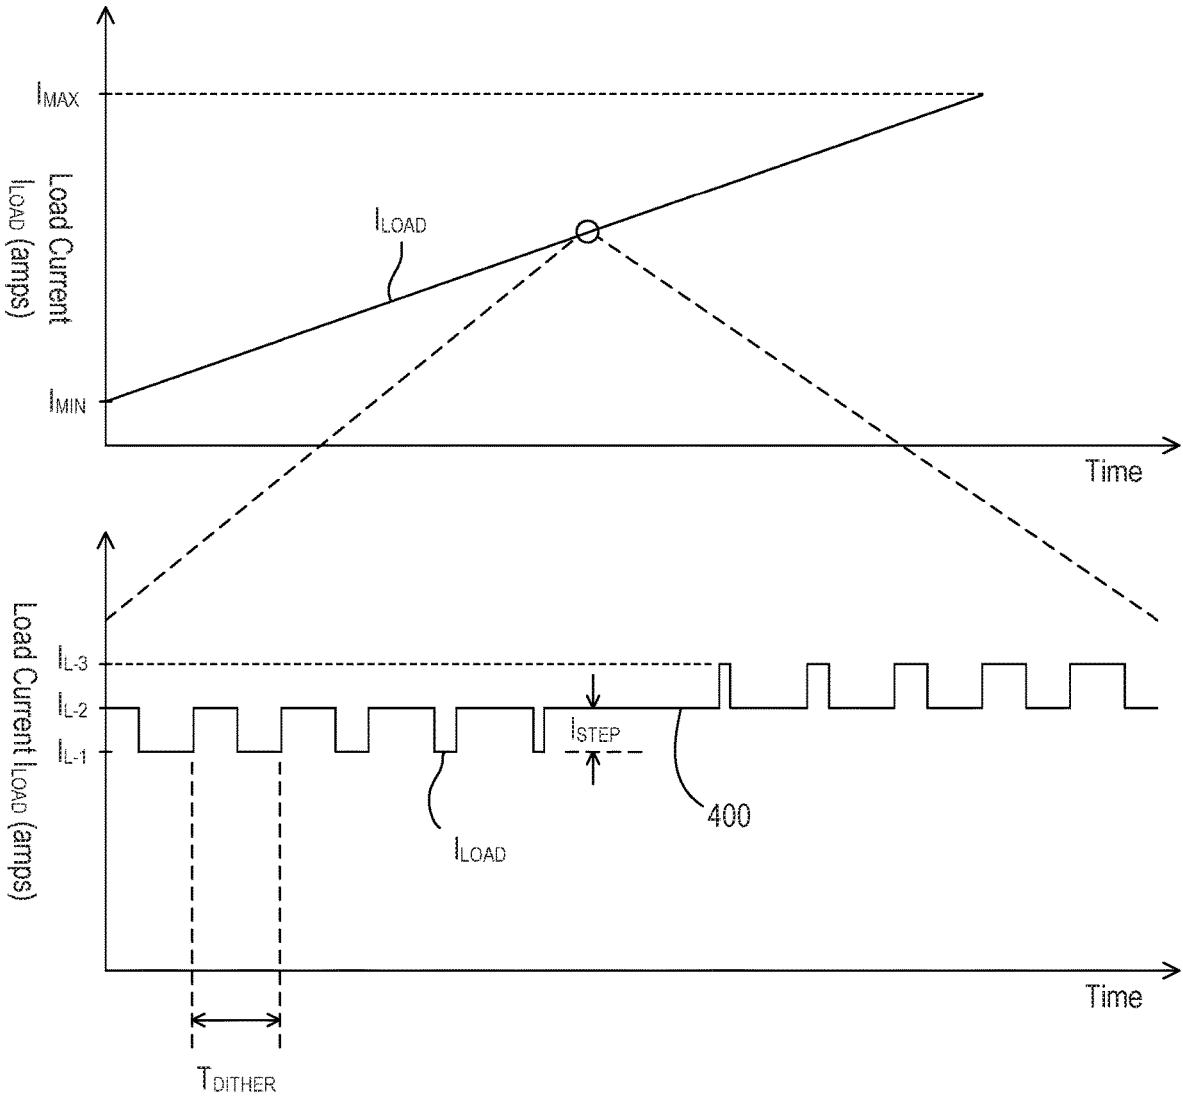 IMAX
Load Current
ILOAD (amps)
ILOAD
IMIN
Time
Load Current ILOAD (amps)
IL-3
IL-2
IL-1
ISTEP
400
ILOAD
Time
TDITHER